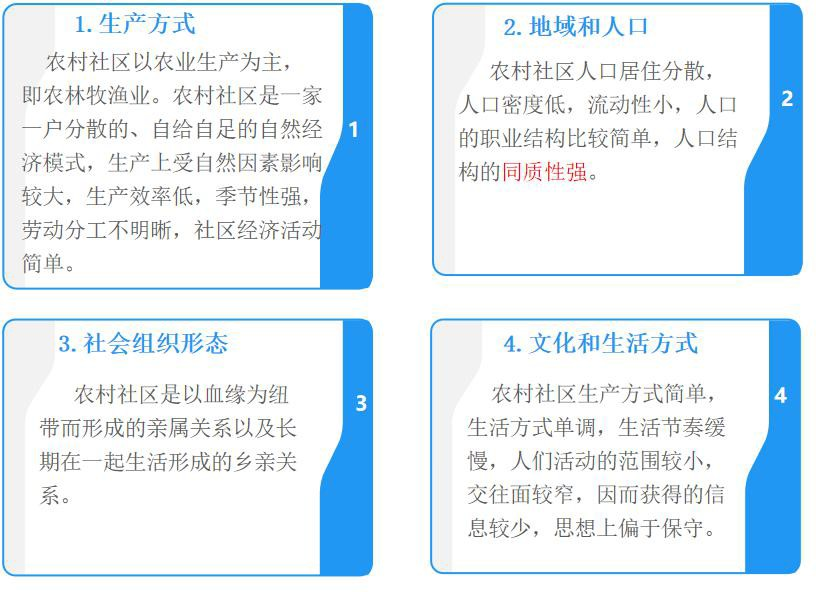 1.生产方式
农村社区以农业生产为主，
即农林牧渔业。农村社区是一家
一户分散的、自给自足的自然经
济模式，生产上受自然因素影响
较大，生产效率低，季节性强，
劳动分工不明晰，社区经济活动
简单。
1
2.地域和人口
农村社区人口居住分散，
人口密度低，流动性小，人口
的职业结构比较简单，人口结
构的同质性强。
2
3.社会组织形态
农村社区是以血缘为纽
带而形成的亲属关系以及长
期在一起生活形成的乡亲关
系。
3
4.文化和生活方式
农村社区生产方式简单，
生活方式单调，生活节奏缓
慢，人们活动的范围较小，
交往面较窄，因而获得的信
息较少，思想上偏于保守。
4